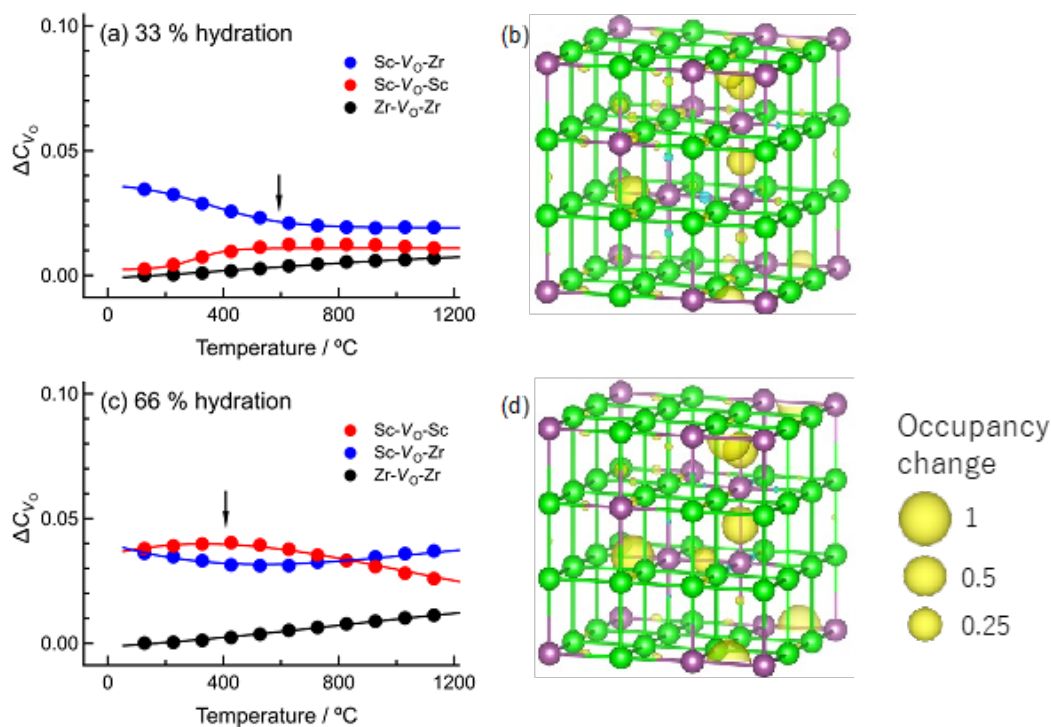 (a) 33 % hydration
Sc-VO-Zr
Sc-VO-Sc
Zr-VO-Zr
0.10
0.05
0.00
ΔCVO
0
400
800
1200
Temperature / ºC
(b)
(c) 66 % hydration
Sc-VO-Sc
Sc-VO-Zr
Zr-VO-Zr
0.10
0.05
0.00
ΔCVO
0
400
800
1200
Temperature / ºC
(d)
Occupancy
change
1
0.5
0.25